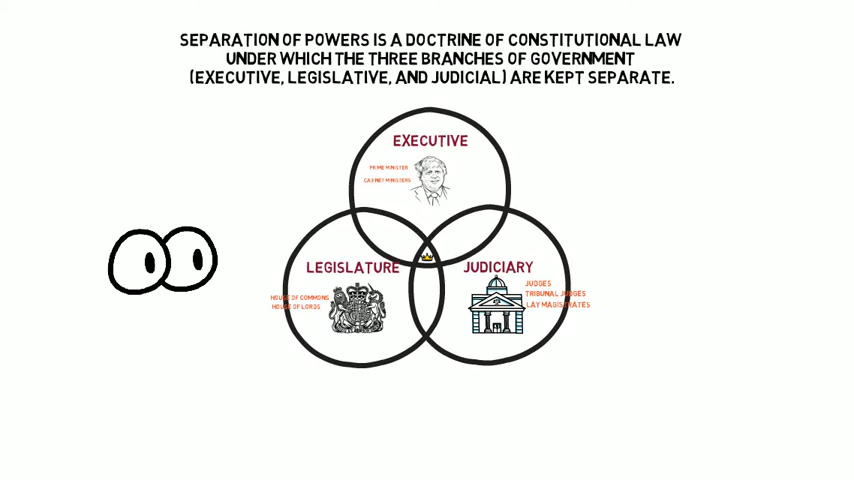 SEPARATION OF POWERS IS A DOCTRINE OF CONSTITUTIONAL LAW
UNDER WHICH THE THREE BRANCHES OF GOVERNMENT
(EXECUTIVE, LEGISLATIVE, AND JUDICIAL) ARE KEPT SEPARATE.
EXECUTIVE
PRIME MINISTER
CABINET MINISTERS
LEGISLATURE
HOUSE OF COMMONS
HOUSE OF LORDS
JUDICIARY
JUDGES
TRIBUNAL JUDGES
LAY MAGISTRATES